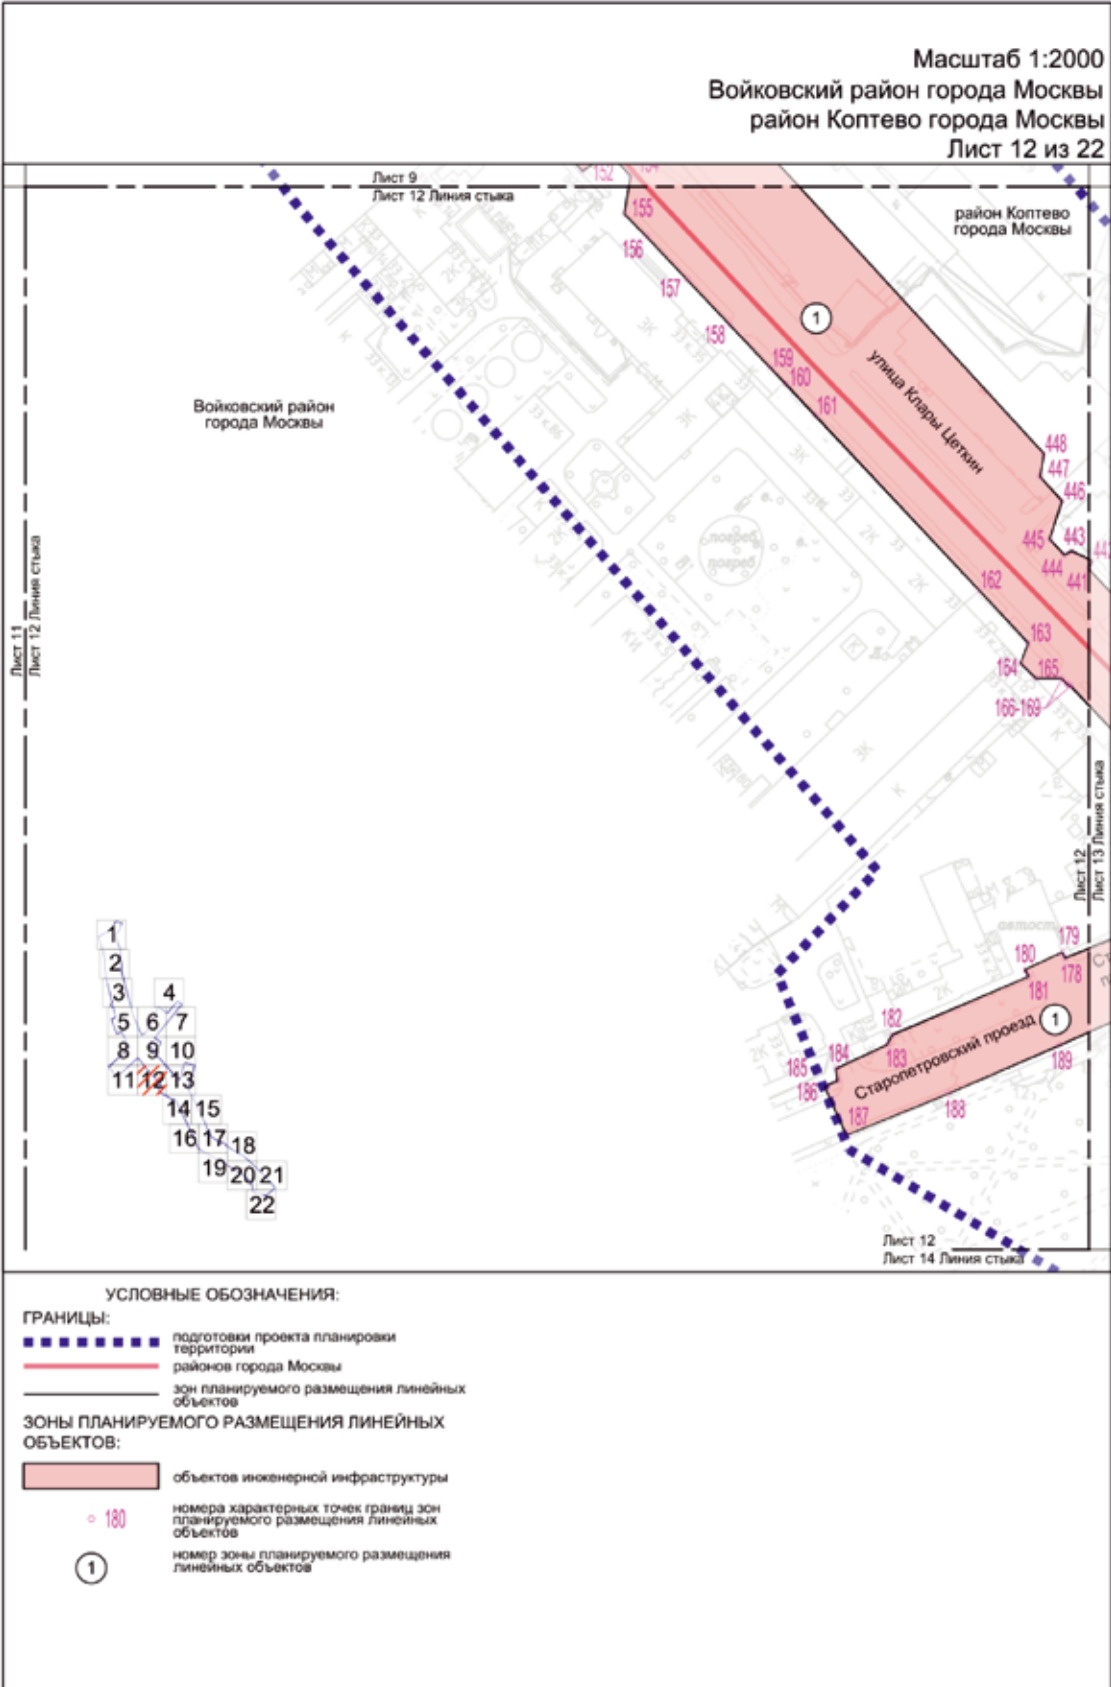 Масштаб 1:2000
Войковский район города Москвы
район Коптево города Москвы
Лист 12 из 22
Лист 9
Лист 12 Линия стыка
152
154
155
156
157
158
159
160
161
район Коптево
города Москвы
1
улица Клары Цеткин
Войковский район
города Москвы
448
447
446
445
443
444
441
162
163
164
165
166-169
Лист 11
Лист 12 Линия стыка
погреб
погреб
Лист 12
Лист 13 Линия стыка
179
180
178
181
182
183
184
185
186
187
188
189
Старопетровский проезд
1
1
2
3
4
5
6
7
8
9
10
11
12
13
14
15
16
17
18
19
20
21
22
Лист 12
Лист 14 Линия стыка
УСЛОВНЫЕ ОБОЗНАЧЕНИЯ:
ГРАНИЦЫ:
подготовки проекта планировки
территории
районов города Москвы
зон планируемого размещения линейных
объектов
ЗОНЫ ПЛАНИРУЕМОГО РАЗМЕЩЕНИЯ ЛИНЕЙНЫХ
ОБЪЕКТОВ:
объектов инженерной инфраструктуры
180
номера характерных точек границ зон
планируемого размещения линейных
объектов
1
номер зоны планируемого размещения
линейных объектов